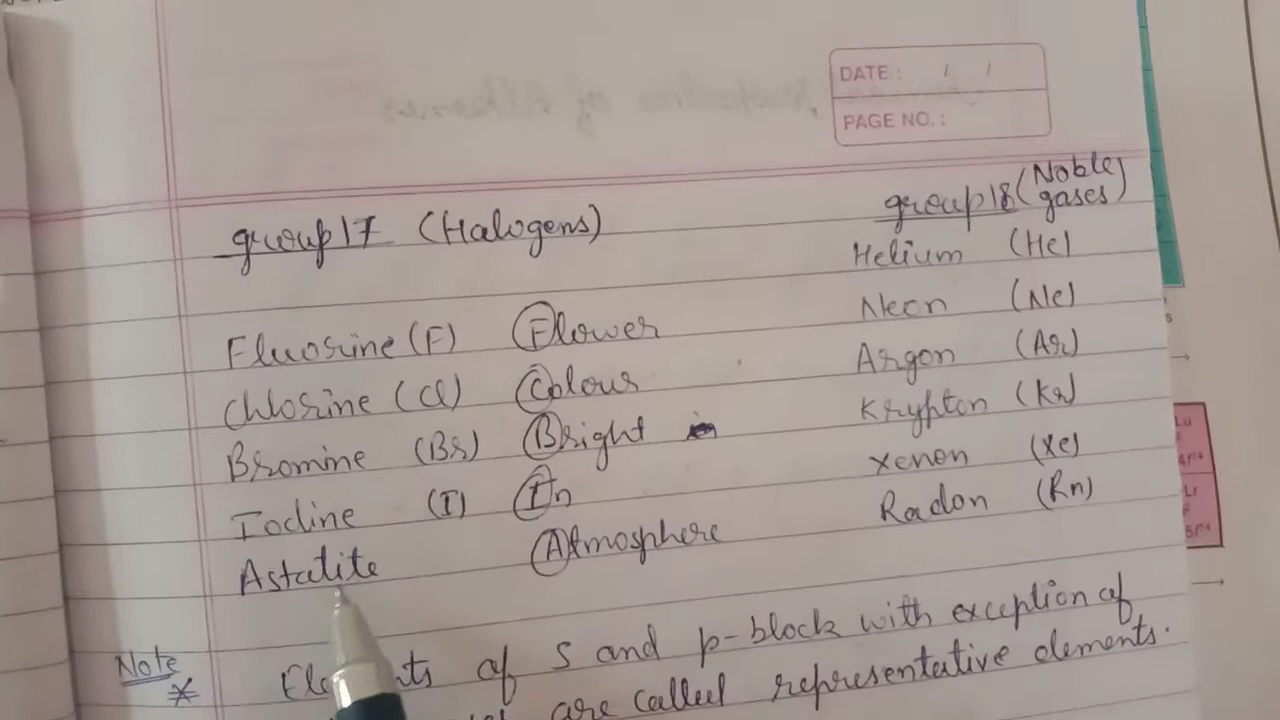 DATE : / /
PAGE NO. :
group 17 (Halogens)
Fluorine (F) Flower
Chlorine (Cl) Colour
Bromine (Br) Bright
Iodine (I) In
Astatite Atmosphere
group 18 (Noble gases)
Helium (He)
Neon (Ne)
Argon (Ar)
Krypton (Kr)
Xenon (Xe)
Radon (Rn)
Note
* of S and p-block with exception of
are called representative elements.